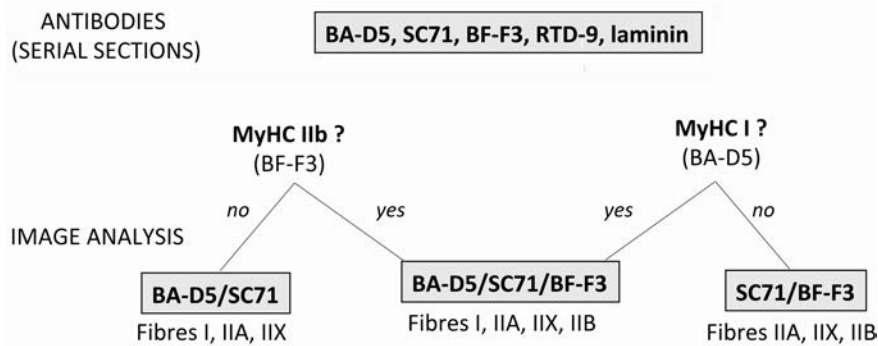 ANTIBODIES
(SERIAL SECTIONS)
BA-D5, SC71, BF-F3, RTD-9, laminin
MyHC IIb ?
(BF-F3)
MyHC I ?
(BA-D5)
no
yes
yes
no
IMAGE ANALYSIS
BA-D5/SC71
BA-D5/SC71/BF-F3
SC71/BF-F3
Fibres I, IIA, IIX
Fibres I, IIA, IIX, IIB
Fibres IIA, IIX, IIB